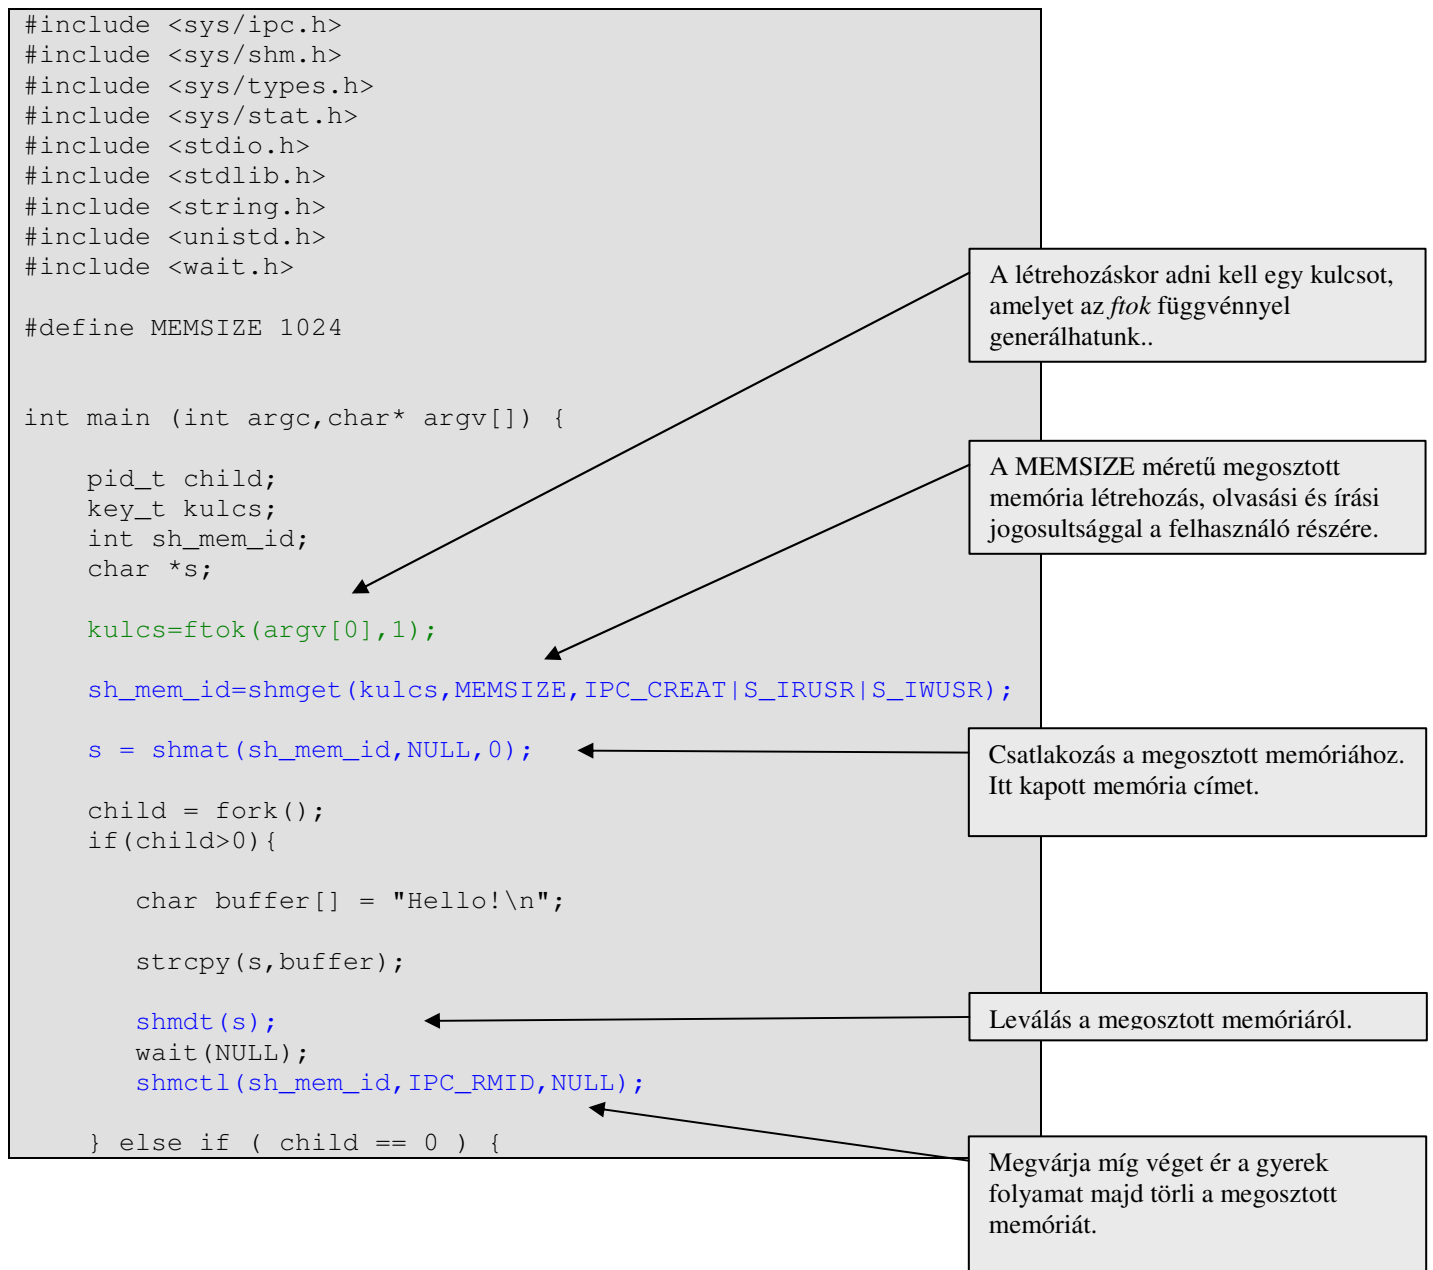 #include <sys/ipc.h>
#include <sys/shm.h>
#include <sys/types.h>
#include <sys/stat.h>
#include <stdio.h>
#include <stdlib.h>
#include <string.h>
#include <unistd.h>
#include <wait.h>
#define MEMSIZE 1024
int main (int argc,char* argv[]) {
pid_t child;
key_t kulcs;
int sh_mem_id;
char *s;
kulcs=ftok(argv[0],1);
sh_mem_id=shmget(kulcs,MEMSIZE,IPC_CREAT|S_IRUSR|S_IWUSR);
s = shmat(sh_mem_id,NULL,0);
child = fork();
if(child>0){
char buffer[] = "Hello!\n";
strcpy(s,buffer);
shmdt(s);
wait(NULL);
shmctl(sh_mem_id,IPC_RMID,NULL);
} else if ( child == 0 ) {
A létrehozáskor adni kell egy kulcsot,
amelyet az ftok függvénnyel
generálhatunk..
A MEMSIZE méretű megosztott
memória létrehozás, olvasási és írási
jogosultsággal a felhasználó részére.
Csatlakozás a megosztott memóriához.
Itt kapott memória címet.
Leválás a megosztott memóriáról.
Megvárja míg véget ér a gyerek
folyamat majd törli a megosztott
memóriát.